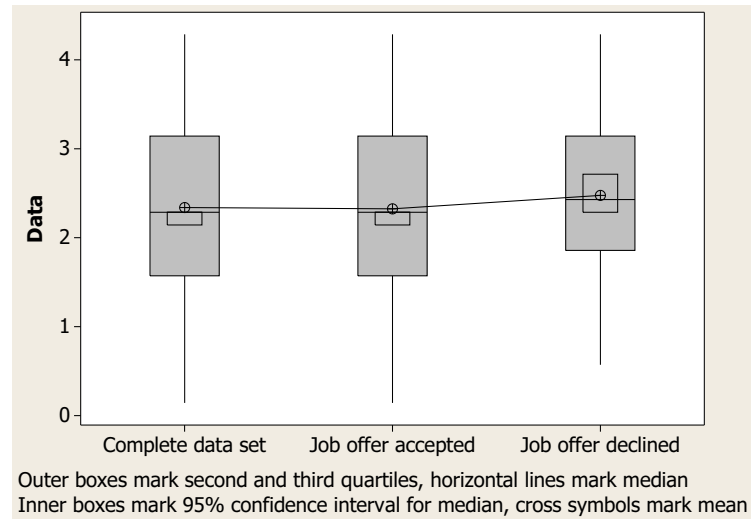 4
3
2
1
0
Data
Complete data set Job offer accepted Job offer declined
Outer boxes mark second and third quartiles, horizontal lines mark median
Inner boxes mark 95% confidence interval for median, cross symbols mark mean